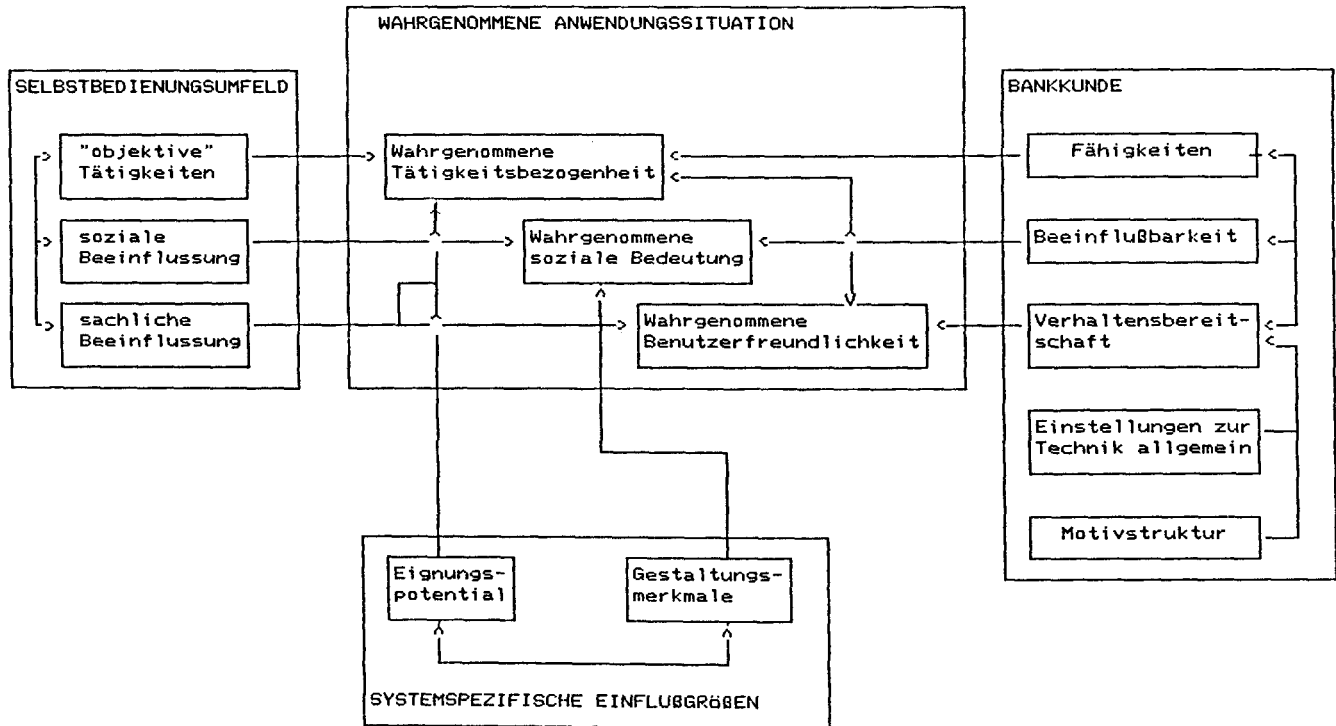 WAHRGENOMMENE ANWENDUNGSSITUATION
SELBSTBEDIENUNGSUMFELD
"objektive"
Tätigkeiten
soziale
Beeinflussung
sachliche
Beeinflussung
Wahrgenommene
Tätigkeitsbezogenheit
Wahrgenommene
soziale Bedeutung
Wahrgenommene
Benutzerfreundlichkeit
BANKKUNDE
Fähigkeiten
Beeinflußbarkeit
Verhaltensbereit-
schaft
Einstellungen zur
Technik allgemein
Motivstruktur
Eignungs-
potential
Gestaltungs-
merkmale
SYSTEMSPEZIFISCHE EINFLUßGRÖßEN